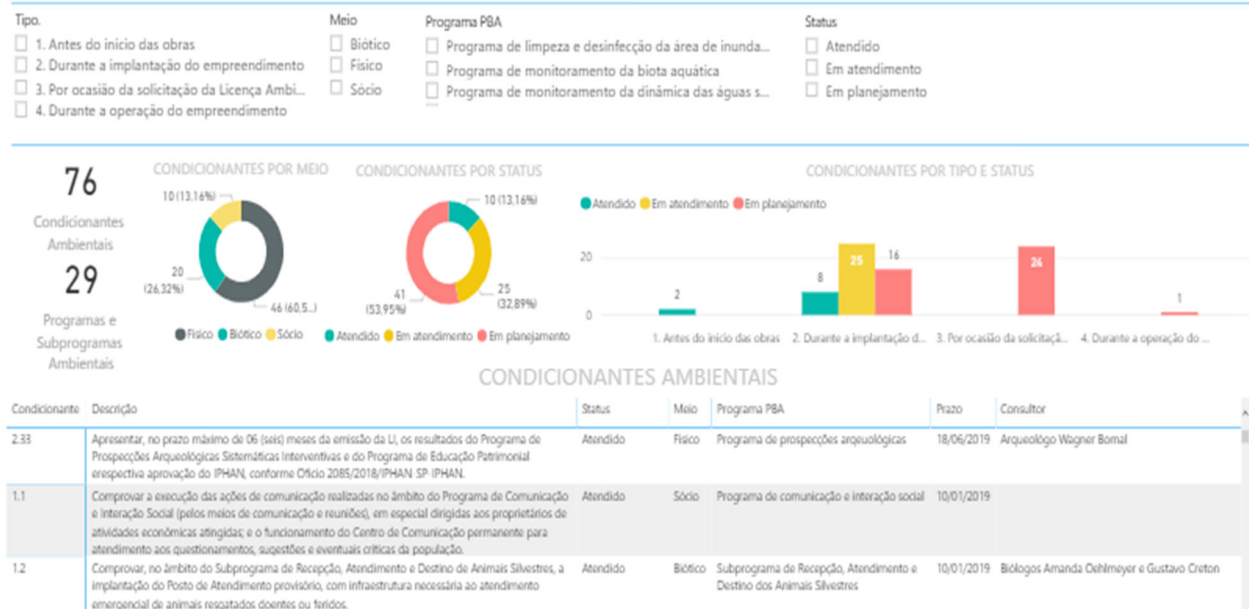 Tipo.
1. Antes do inicio das obras
2. Durante a implantação do empreendimento
3. Por ocasião da solicitação da Licença Ambi...
4. Durante a operação do empreendimento
Meio
Biótico
Físico
Sócio
Programa PBA
Programa de limpeza e desinfecção da área de inunda...
Programa de monitoramento da biota aquática
Programa de monitoramento da dinâmica das águas s...
Status
Atendido
Em atendimento
Em planejamento
76
Condicionantes
Ambientais
29
Programas e
Subprogramas
Ambientais
CONDICIONANTES POR MEIO
10 (13,16%)
20
(26,32%)
46 (60,5...)
Físico Biótico Sócio
CONDICIONANTES POR STATUS
10 (13,16%)
25
(32,89%)
41
(53,95%)
Atendido Em atendimento Em planejamento
CONDICIONANTES POR TIPO E STATUS
Atendido Em atendimento Em planejamento
20
0
2
8
25
16
24
1
1. Antes do inicio das obras
2. Durante a implantação d...
3. Por ocasião da solicitaçã...
4. Durante a operação do ...
CONDICIONANTES AMBIENTAIS
Condicionante Descrição Status Meio Programa PBA Prazo Consultor
2.33 Apresentar, no prazo máximo de 06 (seis) meses da emissão da LI, os resultados do Programa de Atendido Físico Programa de prospecções arqeuológicas 18/06/2019 Arqueológo Wagner Bornal
Prospecções Arqueológicas Sistemáticas Interventivas e do Programa de Educação Patrimonial
erespectiva aprovação do IPHAN, conforme Ofício 2085/2018/IPHAN-SP-IPHAN.
1.1 Comprovar a execução das ações de comunicação realizadas no âmbito do Programa de Comunicação Atendido Sócio Programa de comunicação e interação social 10/01/2019
e Interação Social (pelos meios de comunicação e reuniões), em especial dirigidas aos proprietários de
atividades econômicas atingidas; e o funcionamento do Centro de Comunicação permanente para
atendimento aos questionamentos, sugestões e eventuais críticas da população.
1.2 Comprovar, no âmbito do Subprograma de Recepção, Atendimento e Destino de Animais Silvestres, a Atendido Biótico Subprograma de Recepção, Atendimento e 10/01/2019 Biólogos Amanda Oehlmeyer e Gustavo Creton
implantação do Posto de Atendimento provisório, com infraestrutura necessária ao atendimento Destino dos Animais Silvestres
emergencial de animais resgatados doentes ou feridos.